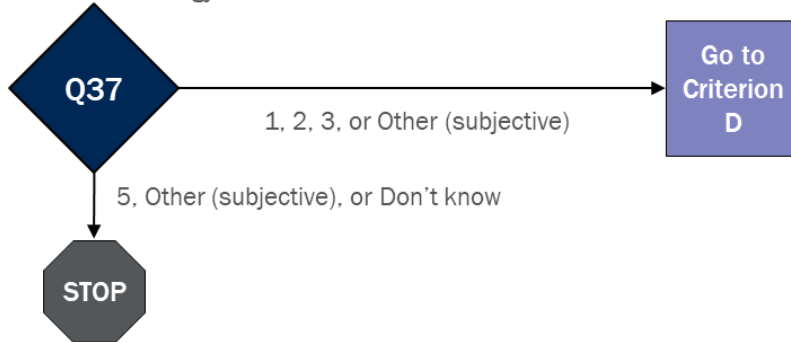 Q37
1, 2, 3, or Other (subjective)
Go to
Criterion
D
5, Other (subjective), or Don't know
STOP